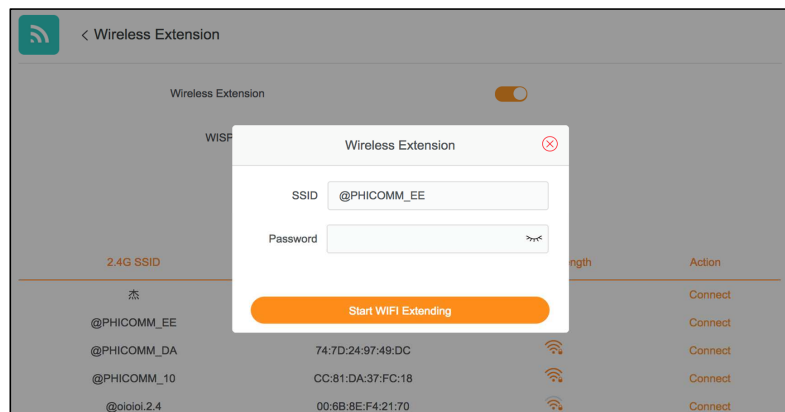 < Wireless Extension
Wireless Extension
WISP
Wireless Extension
SSID @PHICOMM_EE
Password
Start WIFI Extending
2.4G SSID ngth Action
杰 Connect
@PHICOMM_EE Connect
@PHICOMM_DA 74:7D:24:97:49:DC Connect
@PHICOMM_10 CC:81:DA:37:FC:18 Connect
@oioioi.2.4 00:6B:8E:F4:21:70 Connect